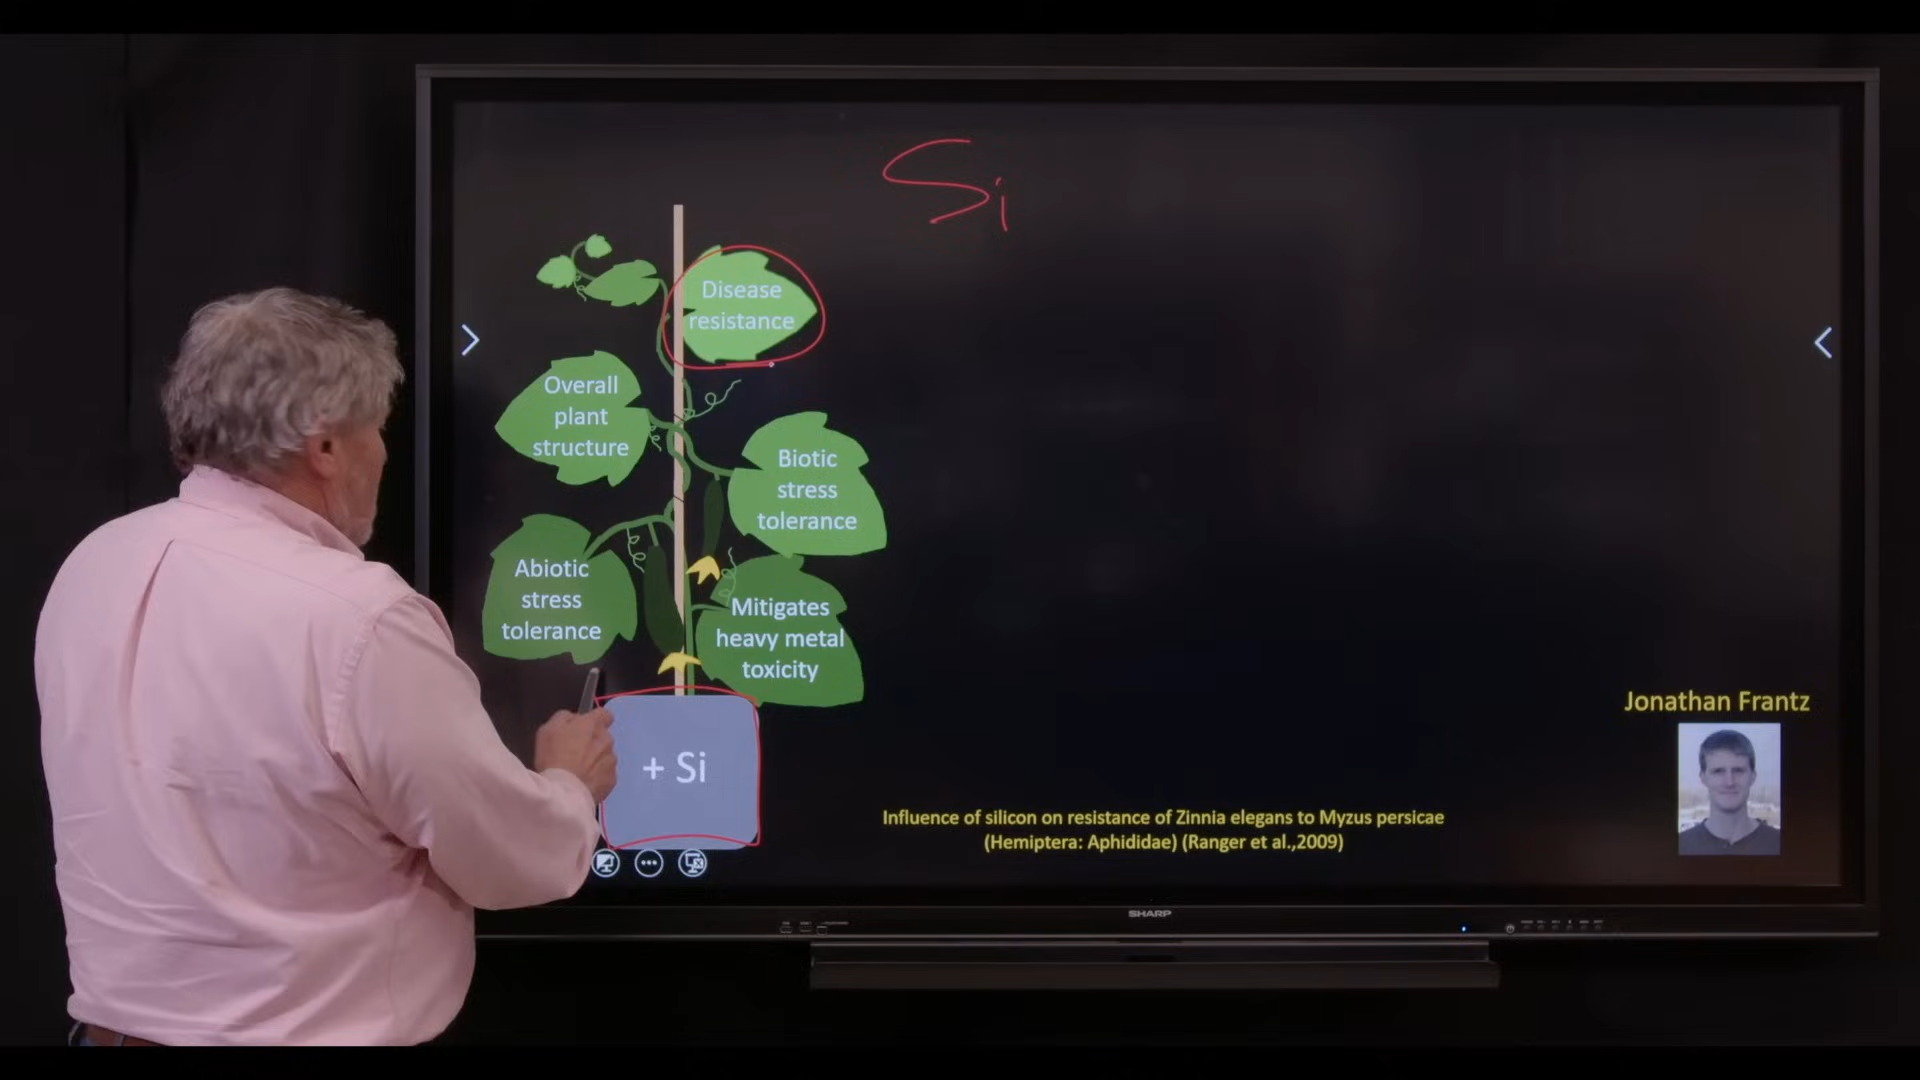 Si
Disease
resistance
Overall
plant
structure
Biotic
stress
tolerance
Abiotic
stress
tolerance
Mitigates
heavy metal
toxicity
+ Si
Jonathan Frantz
Influence of silicon on resistance of Zinnia elegans to Myzus persicae
(Hemiptera: Aphididae) (Ranger et al.,2009)
SHARP